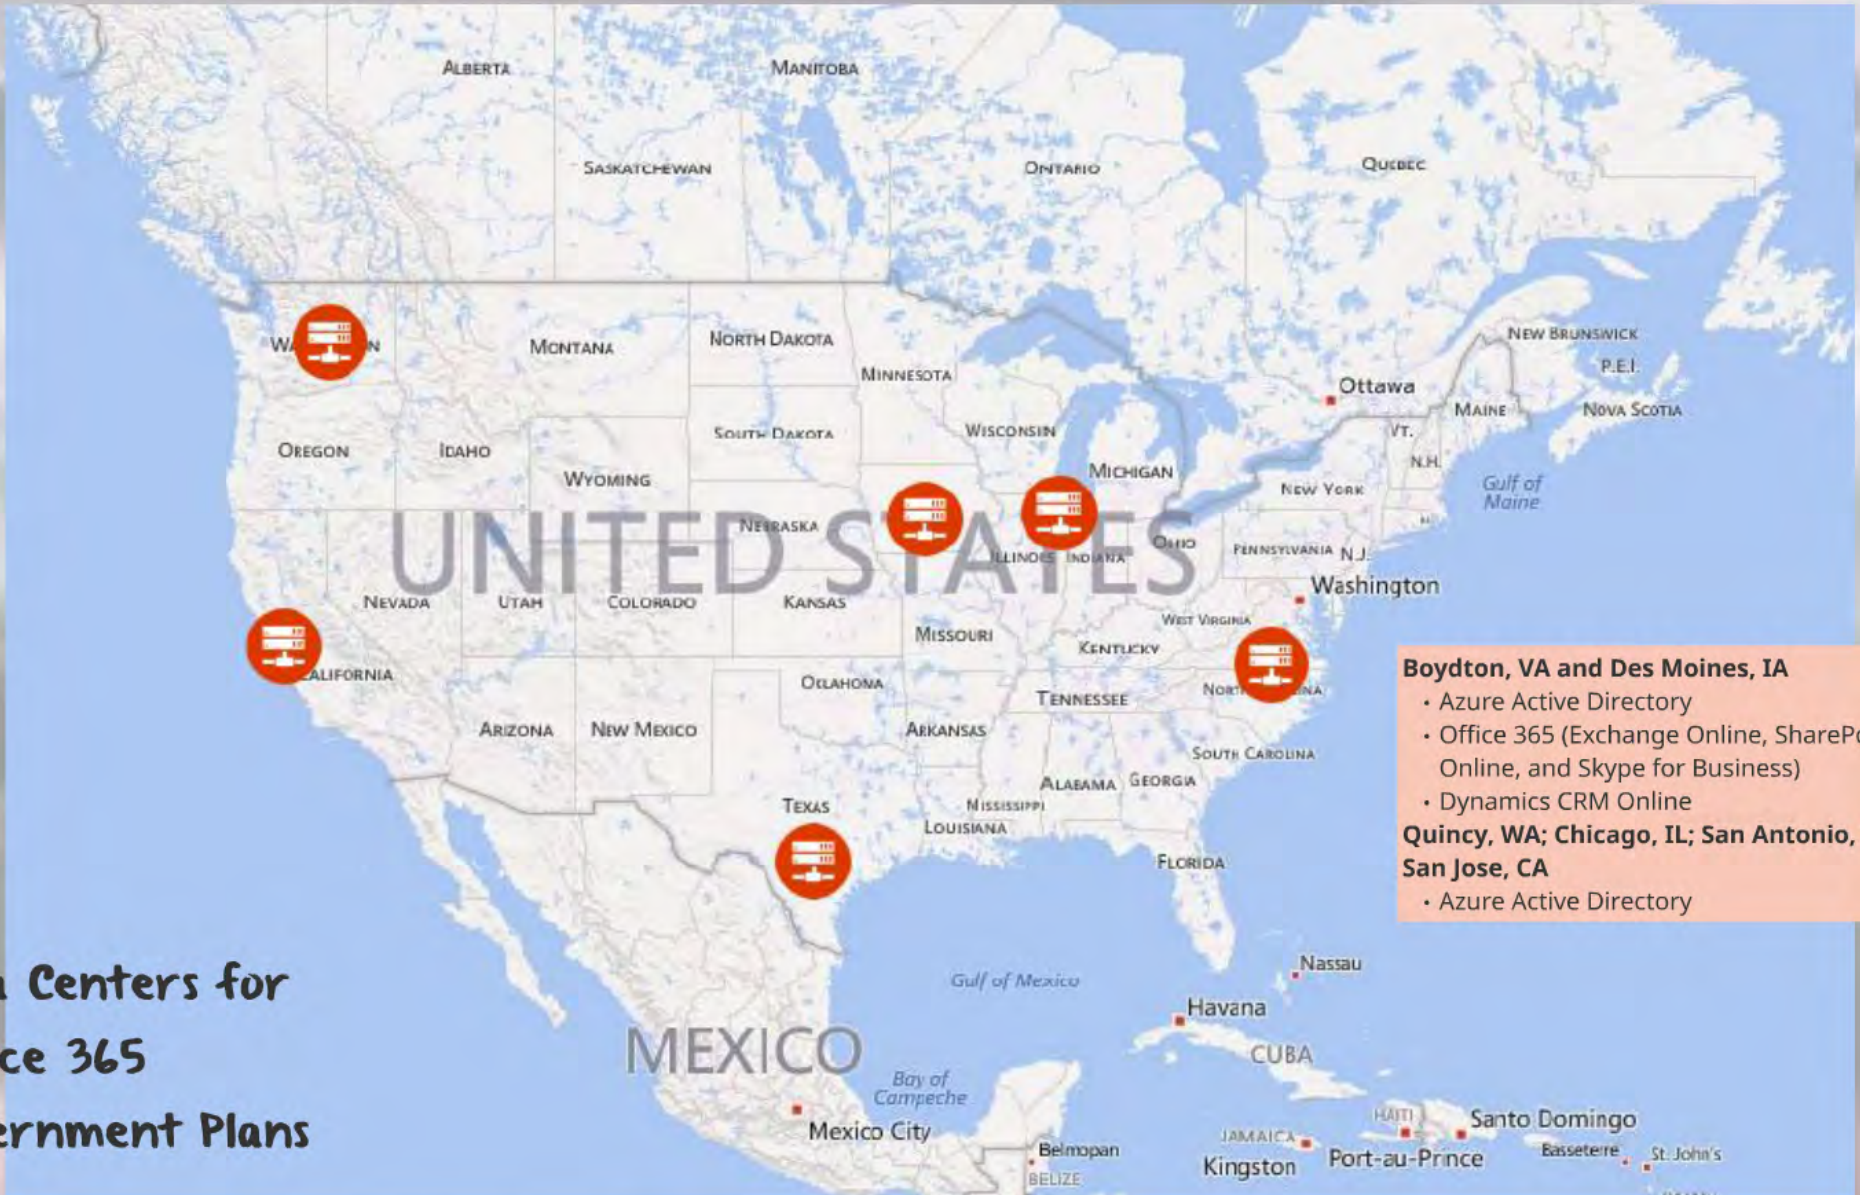 ALBERTA
MANITOBA
SASKATCHEWAN
ONTARIO
QUEBEC
NEW BRUNSWICK
P.E.I.
NOVA SCOTIA
Ottawa
MAINE
VT.
N.H.
Gulf of
Maine
MONTANA
NORTH DAKOTA
MINNESOTA
SOUTH DAKOTA
WISCONSIN
MICHIGAN
OREGON
IDAHO
WYOMING
NEW YORK
UNITED STATES
NEBRASKA
ILLINOIS
INDIANA
OHIO
PENNSYLVANIA
N.J.
Washington
NEVADA
UTAH
COLORADO
KANSAS
MISSOURI
WEST VIRGINIA
KENTUCKY
CALIFORNIA
OKLAHOMA
TENNESSEE
ARIZONA
NEW MEXICO
ARKANSAS
SOUTH CAROLINA
TEXAS
ALABAMA
GEORGIA
MISSISSIPPI
LOUISIANA
FLORIDA
Boydton, VA and Des Moines, IA
• Azure Active Directory
• Office 365 (Exchange Online, SharePo
Online, and Skype for Business)
• Dynamics CRM Online
Quincy, WA; Chicago, IL; San Antonio,
San Jose, CA
• Azure Active Directory
Centers for
ce 365
ernment Plans
Gulf of Mexico
Nassau
Havana
CUBA
MEXICO
Bay of
Campeche
Mexico City
Belmopan
BELIZE
JAMAICA
Kingston
HAITI
Port-au-Prince
Santo Domingo
Basseterre
St. John's